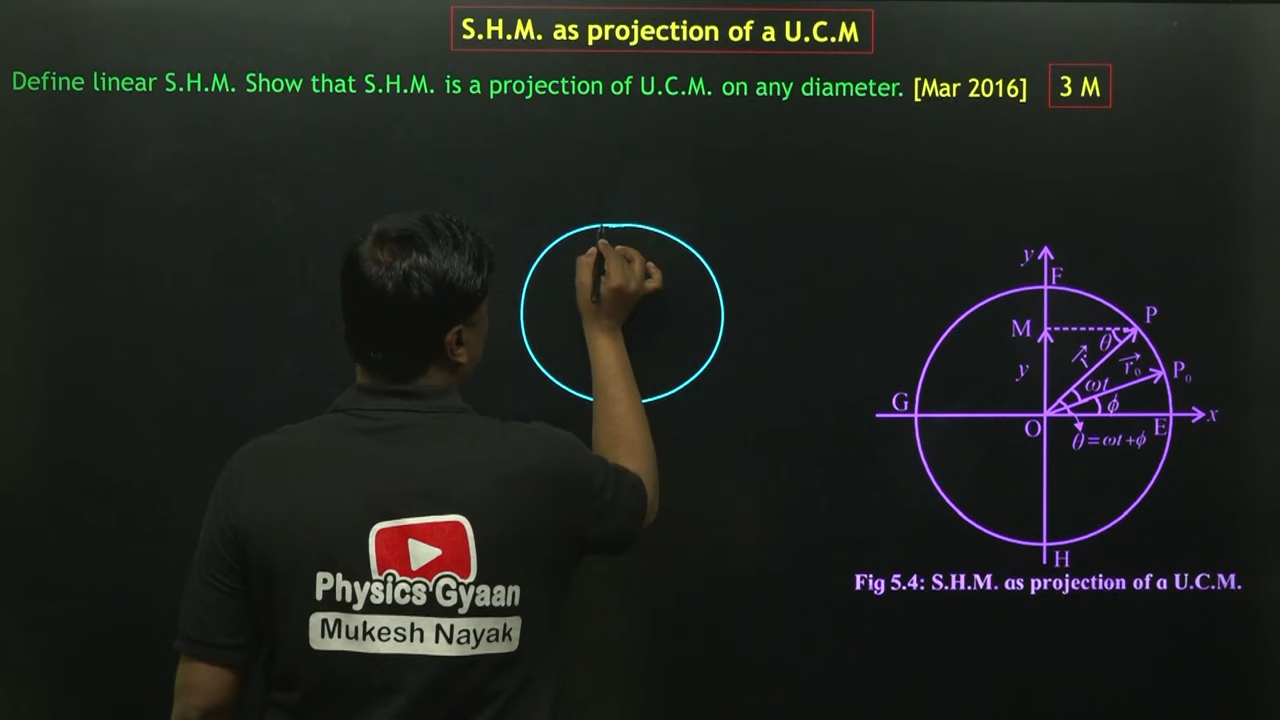 S.H.M. as projection of a U.C.M
Define linear S.H.M. Show that S.H.M. is a projection of U.C.M. on any diameter. [Mar 2016] 3 M
y
F
M
P
θ
r
r₀
P₀
y
ωt
G
ϕ
x
O
E
θ=ωt+ϕ
H
Fig 5.4: S.H.M. as projection of a U.C.M.
Physics Gyaan
Mukesh Nayak